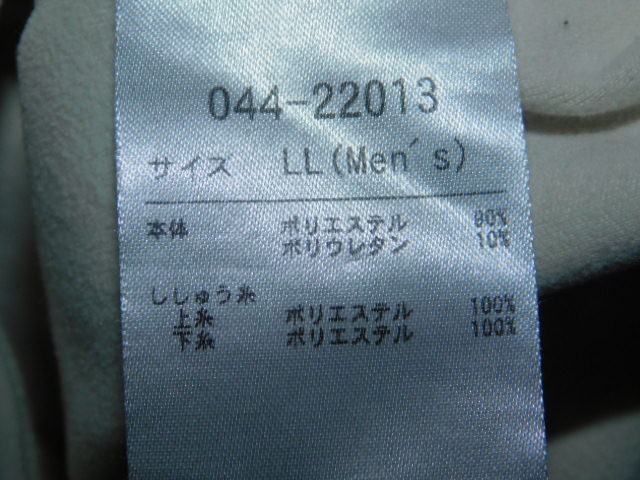 044-22013
サイズ LL(Men's)
本体 ポリエステル 90%
ポリウレタン 10%
ししゅう糸
上糸 ポリエステル 100%
下糸 ポリエステル 100%